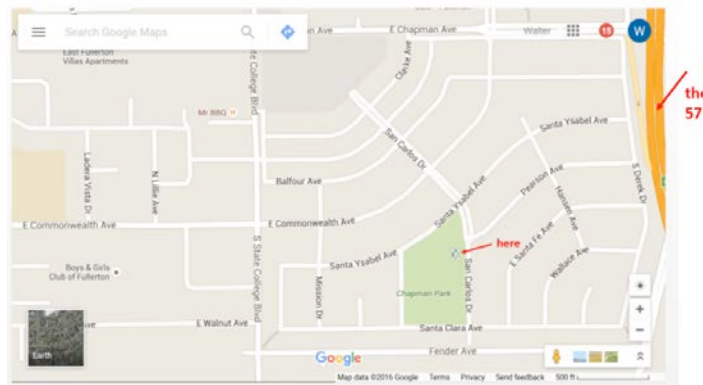 Search Google Maps
E Chapman Ave
Walter
15
W
East Fullerton
Villas Apartments
S State College Blvd
Clarke Ave
the
57
Mr BBQ
San Carlos Dr
Santa Ysabel Ave
Ladera Vista Dr
N Lillie Ave
Balfour Ave
Santa Ysabel Ave
Pearson Ave
Hansen Ave
S Derek Dr
E Commonwealth Ave
E Commonwealth Ave
here
E Santa Fe Ave
Wallace Ave
Santa Ysabel Ave
S State College Blvd
Mission Dr
San Carlos Dr
Boys & Girls
Club of Fullerton
Chapman Park
E Walnut Ave
Santa Clara Ave
Earth
Google
Fender Ave
Map data ©2016 Google Terms Privacy Send feedback 500 ft